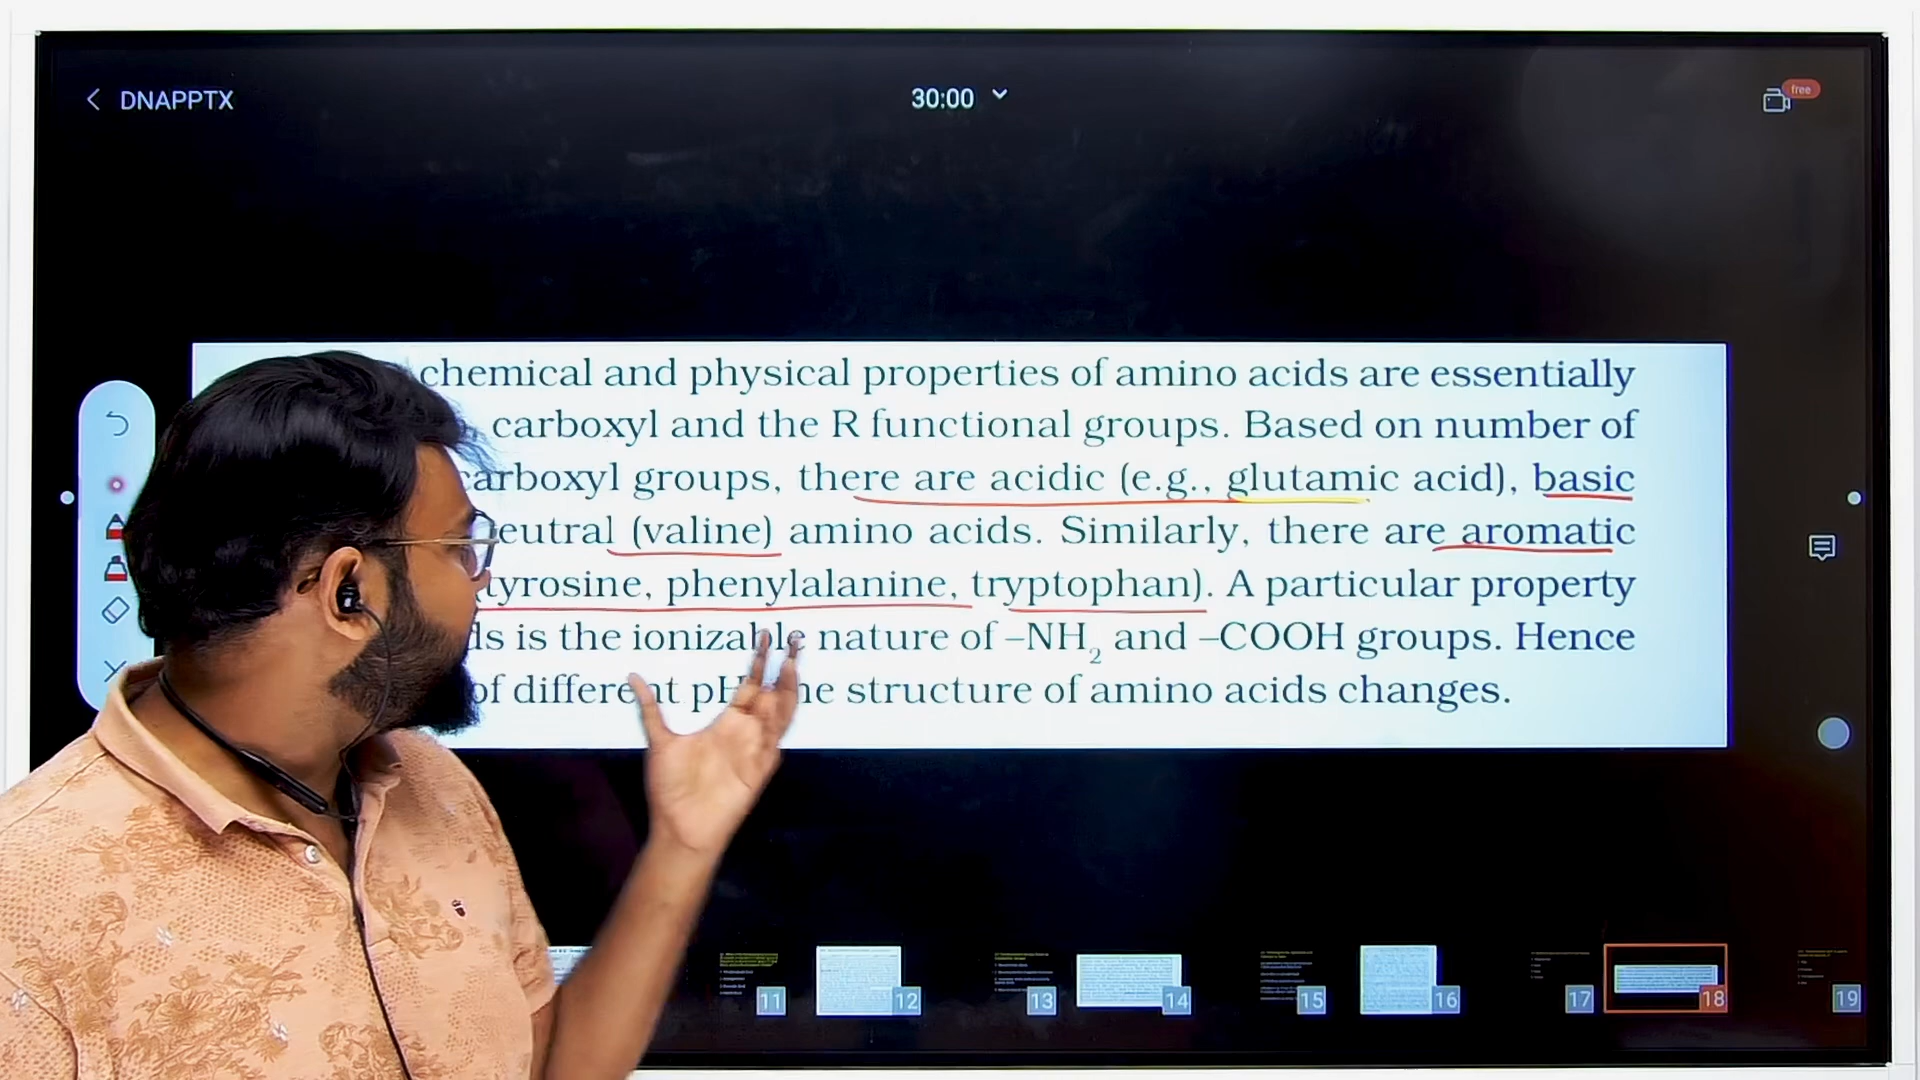 DNAPPTX
30:00
free
chemical and physical properties of amino acids are essentially
carboxyl and the R functional groups. Based on number of
carboxyl groups, there are acidic (e.g., glutamic acid), basic
eutral (valine) amino acids. Similarly, there are aromatic
(tyrosine, phenylalanine, tryptophan). A particular property
ds is the ionizable nature of –NH2 and –COOH groups. Hence
of different pH the structure of amino acids changes.
11
12
13
14
15
16
17
18
19